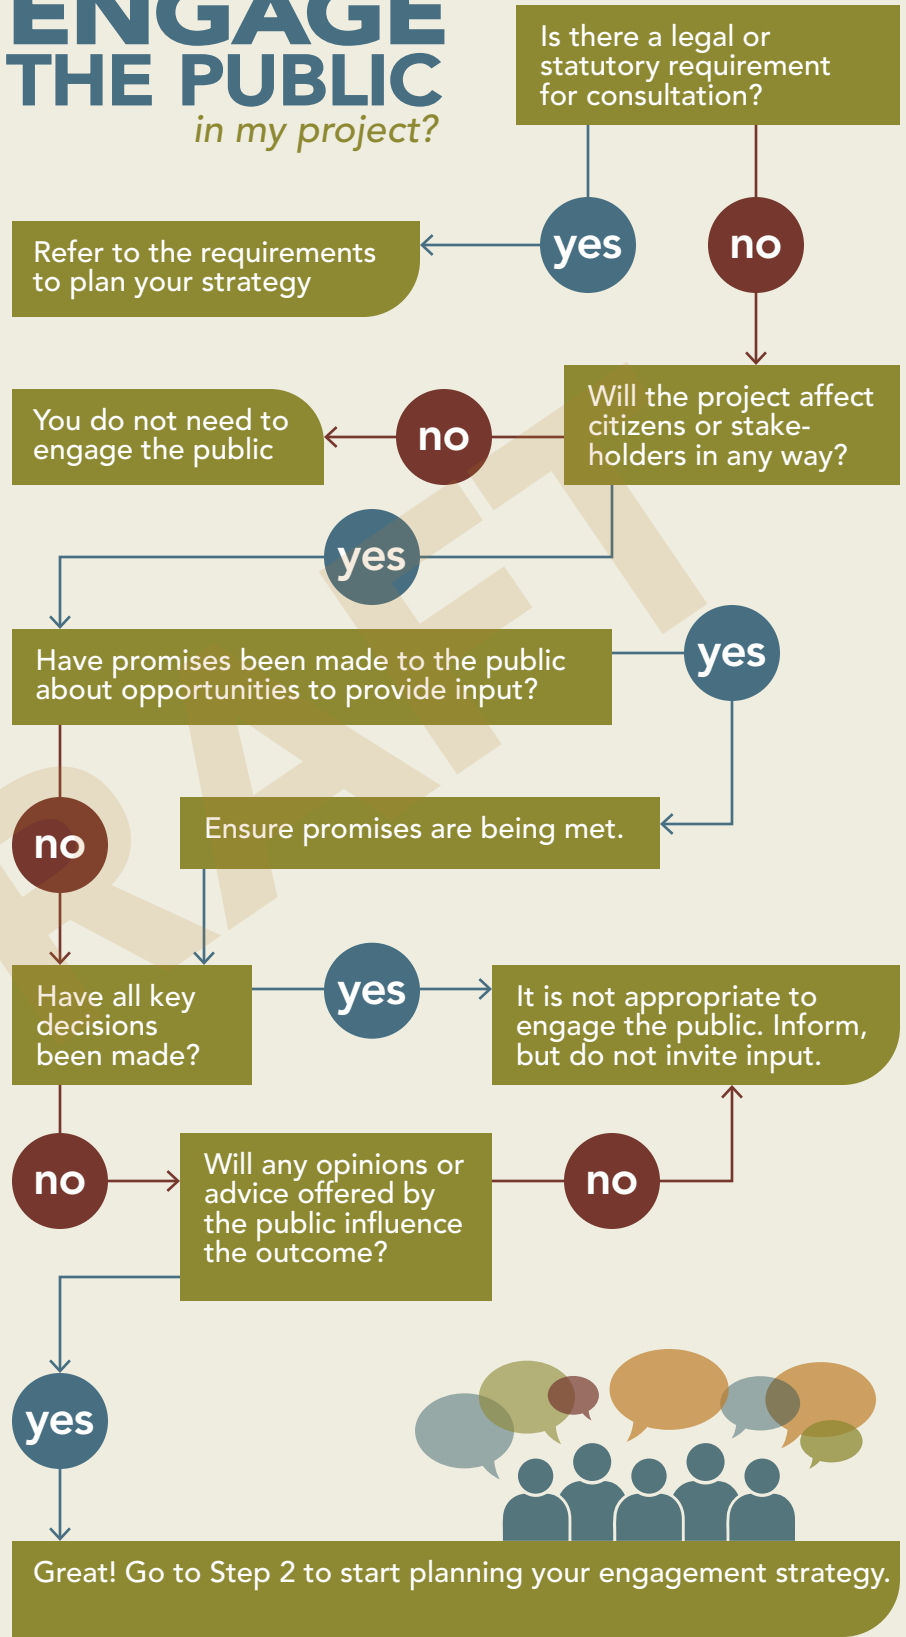 ENGAGE
THE PUBLIC
in my project?
Is there a legal or
statutory requirement
for consultation?
yes
no
Refer to the requirements
to plan your strategy
Will the project affect
citizens or stake-
holders in any way?
no
You do not need to
engage the public
yes
Have promises been made to the public
about opportunities to provide input?
yes
no
Ensure promises are being met.
Have all key
decisions
been made?
yes
It is not appropriate to
engage the public. Inform,
but do not invite input.
no
Will any opinions or
advice offered by
the public influence
the outcome?
no
yes
Great! Go to Step 2 to start planning your engagement strategy.
RAFT